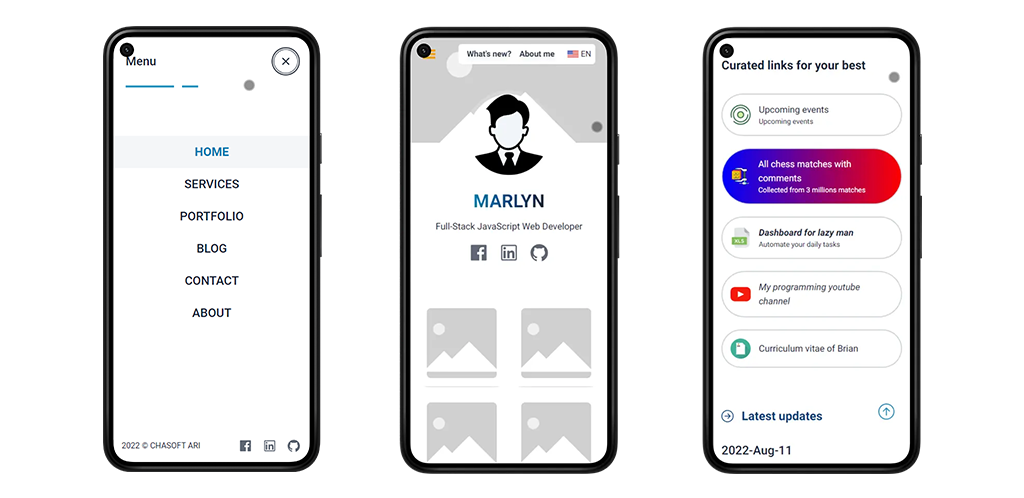 Menu
HOME
SERVICES
PORTFOLIO
BLOG
CONTACT
ABOUT
2022 © CHASOFT ARI
What's new? About me EN
MARLYN
Full-Stack JavaScript Web Developer
Curated links for your best
Upcoming events
Upcoming events
All chess matches with
comments
Collected from 3 millions matches
XLS
Dashboard for lazy man
Automate your daily tasks
My programming youtube
channel
Curriculum vitae of Brian
Latest updates
2022-Aug-11